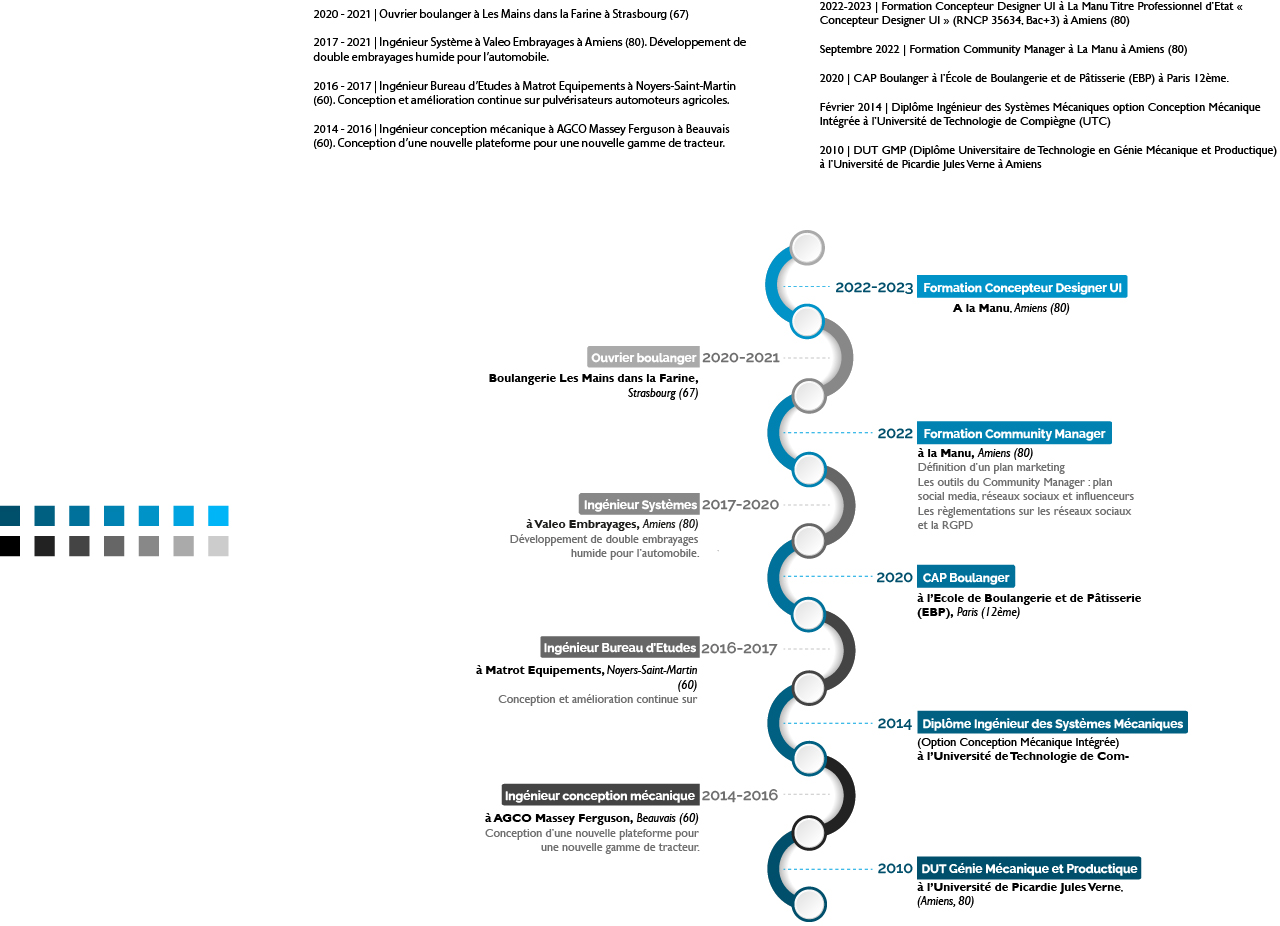 2020 - 2021 | Ouvrier boulanger à Les Mains dans la Farine à Strasbourg (67)
2017 - 2021 | Ingénieur Système à Valeo Embrayages à Amiens (80). Développement de
double embrayages humide pour l'automobile.
2016 - 2017 | Ingénieur Bureau d'Etudes à Matrot Equipements à Noyers-Saint-Martin
(60). Conception et amélioration continue sur pulvérisateurs automoteurs agricoles.
2014 - 2016 | Ingénieur conception mécanique à AGCO Massey Ferguson à Beauvais
(60). Conception d'une nouvelle plateforme pour une nouvelle gamme de tracteur.
2022-2023 | Formation Concepteur Designer UI à La Manu Titre Professionnel d'Etat «
Concepteur Designer UI » (RNCP 35634, Bac+3) à Amiens (80)
Septembre 2022 | Formation Community Manager à La Manu à Amiens (80)
2020 | CAP Boulanger à l'École de Boulangerie et de Pâtisserie (EBP) à Paris 12ème.
Février 2014 | Diplôme Ingénieur des Systèmes Mécaniques option Conception Mécanique
Intégrée à l'Université de Technologie de Compiègne (UTC)
2010 | DUT GMP (Diplôme Universitaire de Technologie en Génie Mécanique et Productique)
à l'Université de Picardie Jules Verne à Amiens
2022-2023 Formation Concepteur Designer UI
A la Manu, Amiens (80)
Ouvrier boulanger 2020-2021
Boulangerie Les Mains dans la Farine,
Strasbourg (67)
2022 Formation Community Manager
à la Manu, Amiens (80)
Définition d'un plan marketing
Les outils du Community Manager : plan
social media, réseaux sociaux et influenceurs
Les règlementations sur les réseaux sociaux
et la RGPD
Ingénieur Systèmes 2017-2020
à Valeo Embrayages, Amiens (80)
Développement de double embrayages
humide pour l'automobile.
2020 CAP Boulanger
à l'Ecole de Boulangerie et de Pâtisserie
(EBP), Paris (12ème)
Ingénieur Bureau d'Etudes 2016-2017
à Matrot Equipements, Noyers-Saint-Martin
(60)
Conception et amélioration continue sur
2014 Diplôme Ingénieur des Systèmes Mécaniques
(Option Conception Mécanique Intégrée)
à l'Université de Technologie de Com-
Ingénieur conception mécanique 2014-2016
à AGCO Massey Ferguson, Beauvais (60)
Conception d'une nouvelle plateforme pour
une nouvelle gamme de tracteur.
2010 DUT Génie Mécanique et Productique
à l'Université de Picardie Jules Verne,
(Amiens, 80)